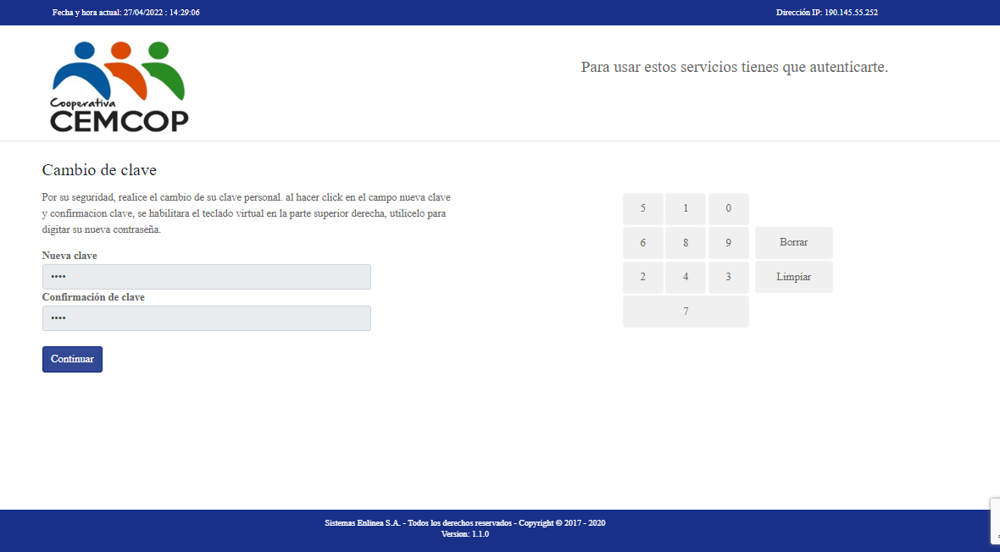 Fecha y hora actual: 27/04/2022 : 14:29:06
Dirección IP: 190.145.55.252
Cooperativa
CEMCOP
Para usar estos servicios tienes que autenticarte.
Cambio de clave
Por su seguridad, realice el cambio de su clave personal. al hacer click en el campo nueva clave
y confirmacion clave, se habilitara el teclado virtual en la parte superior derecha, utilicelo para
digitar su nueva contraseña.
Nueva clave
••••
Confirmación de clave
••••
Continuar
5 1 0
6 8 9 Borrar
2 4 3 Limpiar
7
Sistemas Enlinea S.A. - Todos los derechos reservados - Copyright © 2017 - 2020
Version: 1.1.0